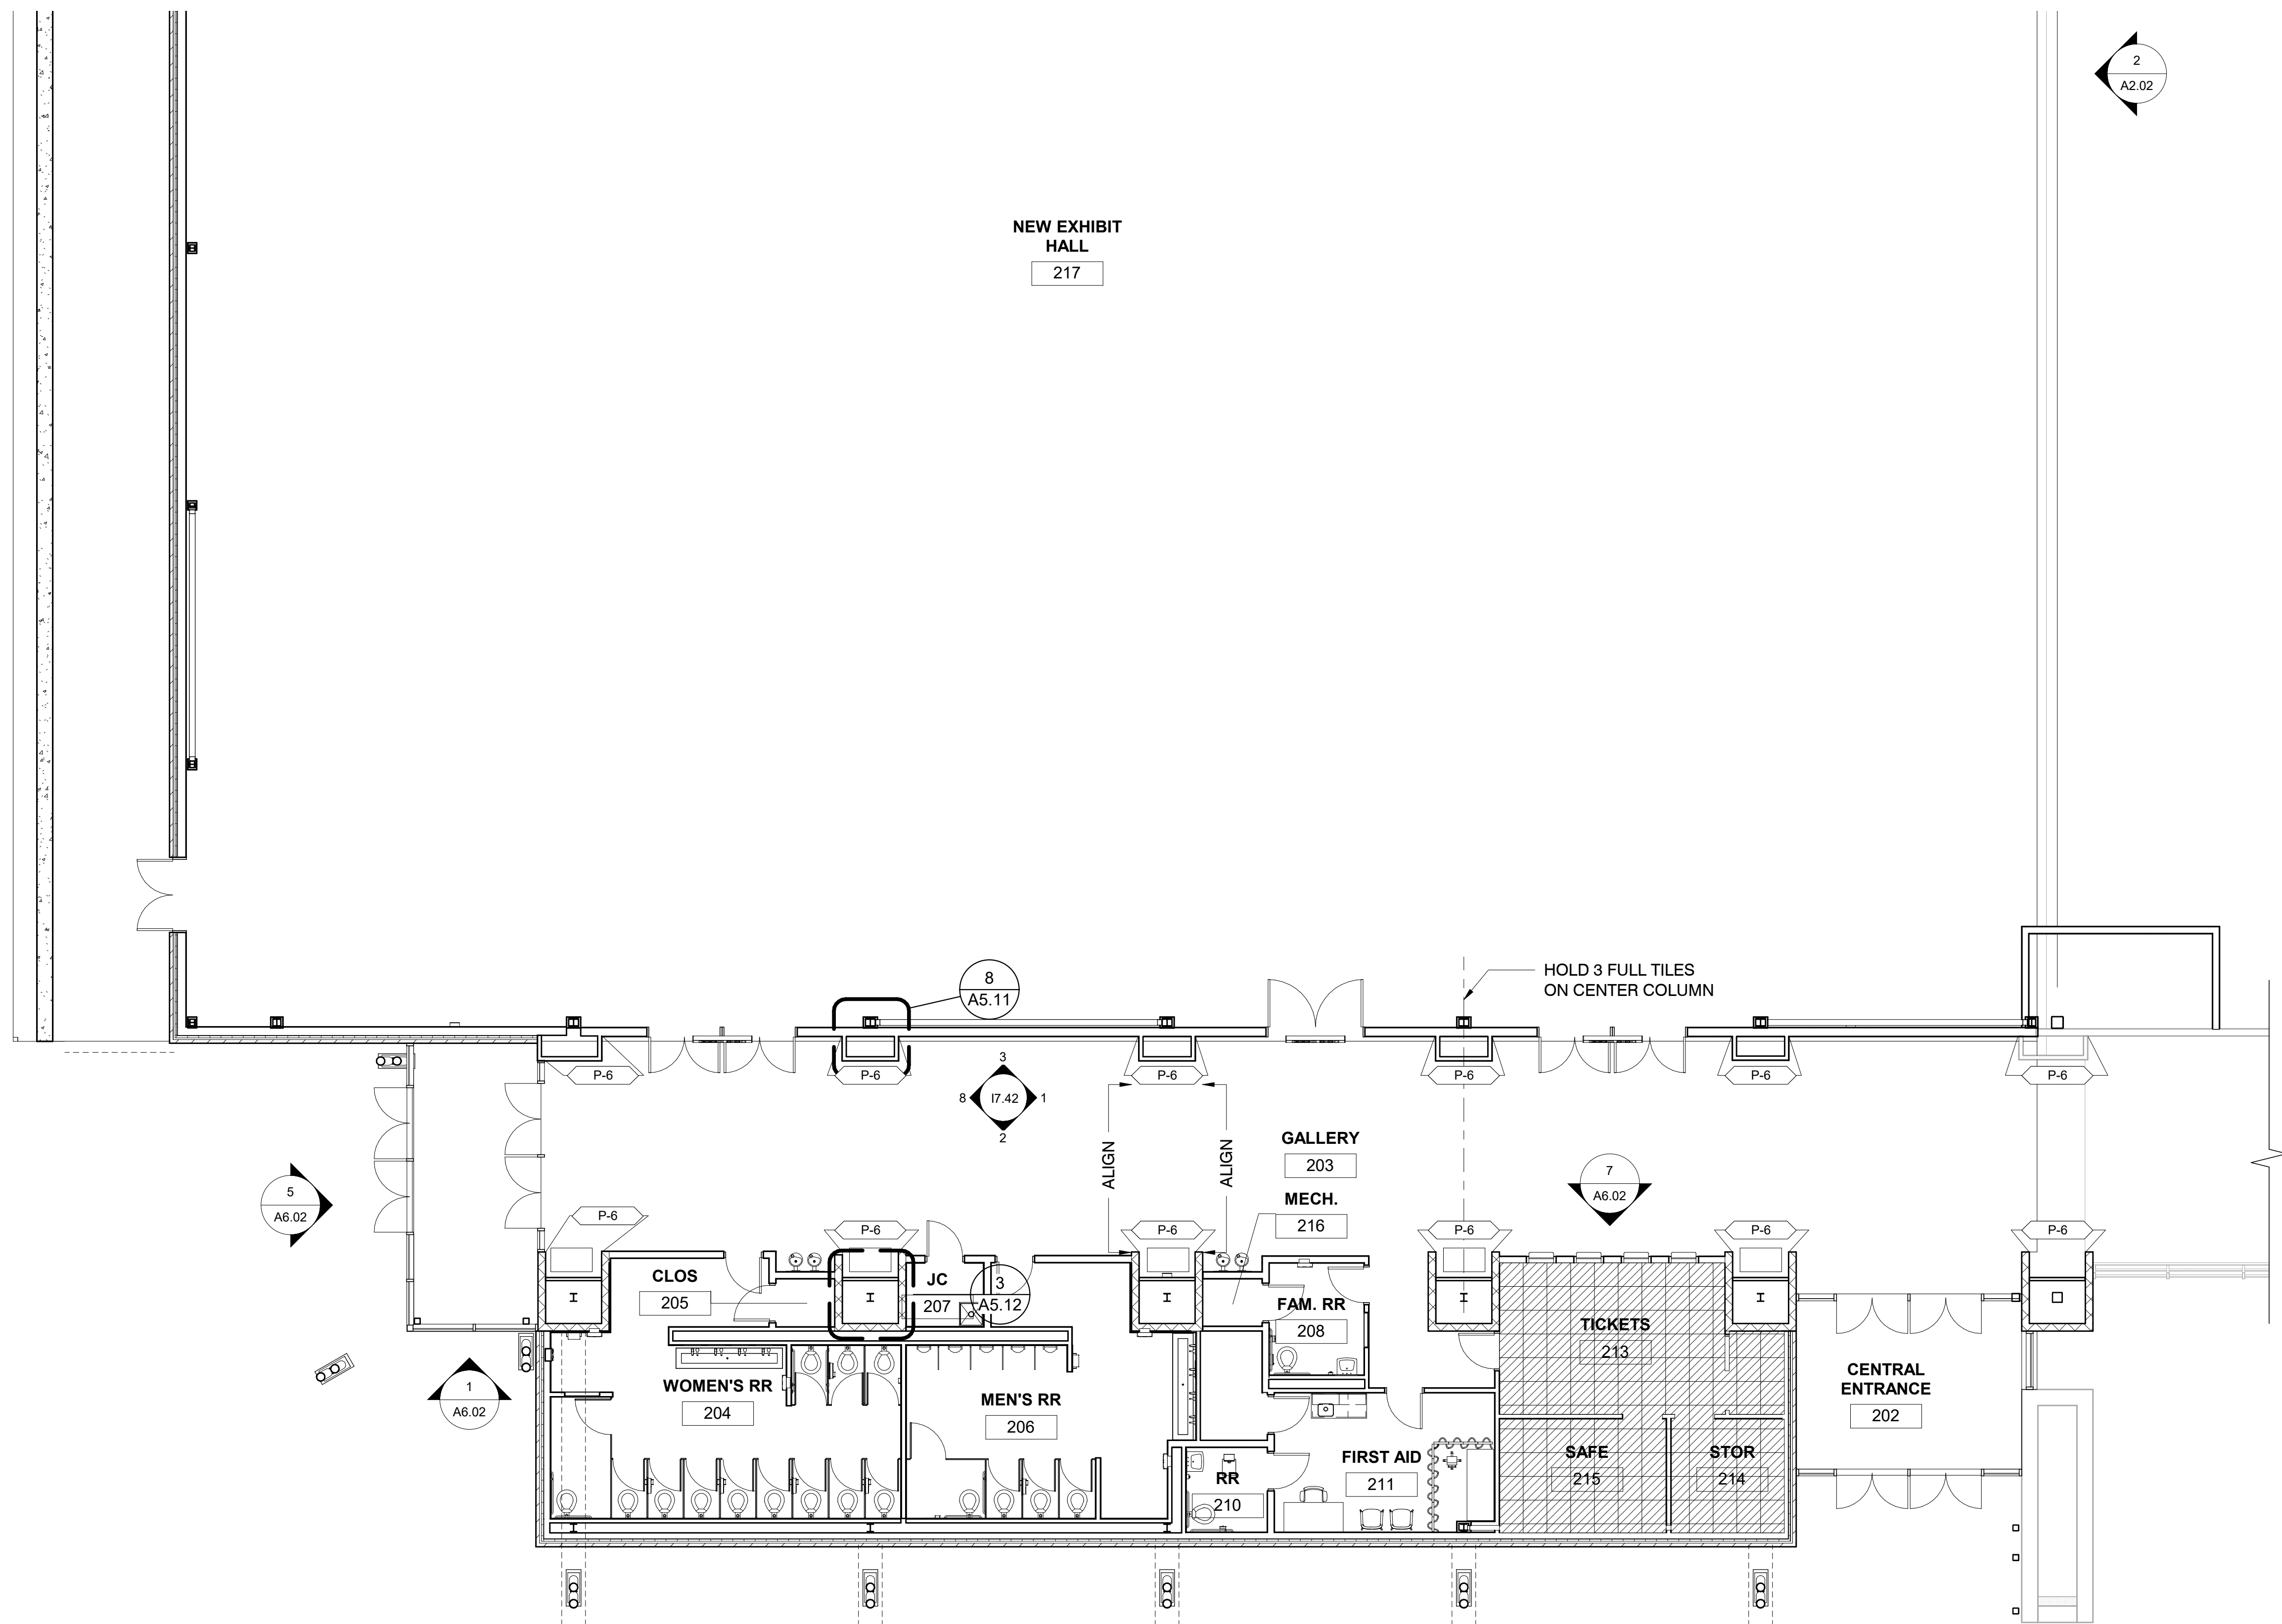 2
A2.02
NEW EXHIBIT
HALL
217
8
A5.11
HOLD 3 FULL TILES
ON CENTER COLUMN
P-6
P-6
P-6
P-6
P-6
P-6
3
8
I7.42
1
2
ALIGN
ALIGN
GALLERY
203
MECH.
216
5
A6.02
7
A6.02
P-6
P-6
P-6
P-6
P-6
P-6
CLOS
205
JC
207
3
A5.12
FAM. RR
208
TICKETS
213
1
A6.02
WOMEN'S RR
204
MEN'S RR
206
CENTRAL
ENTRANCE
202
RR
210
FIRST AID
211
SAFE
215
STOR
214